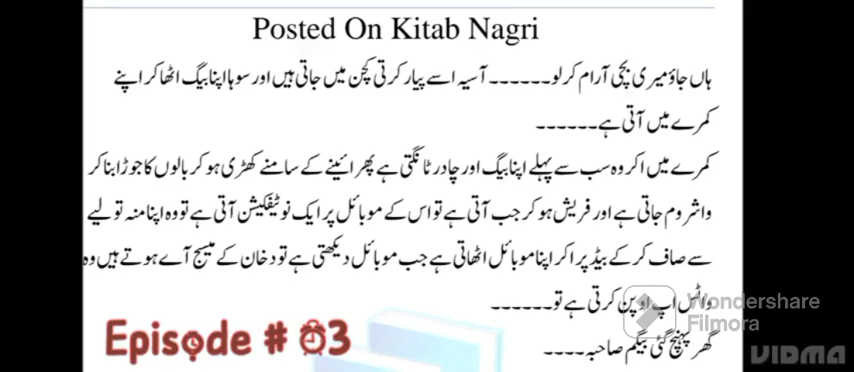 Posted On Kitab Nagri
ہاں جاؤ میری بچی آرام کر لو۔۔۔۔۔۔ آسیہ اسے پیار کرتی کچن میں جاتی ہیں اور سوہا اپنا بیگ اٹھا کر اپنے
کمرے میں آتی ہے۔۔۔۔۔۔
کمرے میں اکر وہ سب سے پہلے اپنا بیگ اور چادر ٹانگتی ہے پھر ائینے کے سامنے کھڑی ہو کر بالوں کا جوڑا بنا کر
واشروم جاتی ہے اور فریش ہو کر جب آتی ہے تو اس کے موبائل پر ایک نوٹیفکیشن آتی ہے تو وہ اپنا منہ تولیے
سے صاف کر کے بیڈ پر اکر اپنا موبائل اٹھاتی ہے جب موبائل دیکھتی ہے تو دخان کے میسج آے ہوتے ہیں وہ
واٹس اپ اوپن کرتی ہے تو۔۔۔۔۔۔
گھر پہنچ گئی بیگم صاحبہ۔۔۔۔
Episode # 03
Wondershare
Filmora
VIDMA